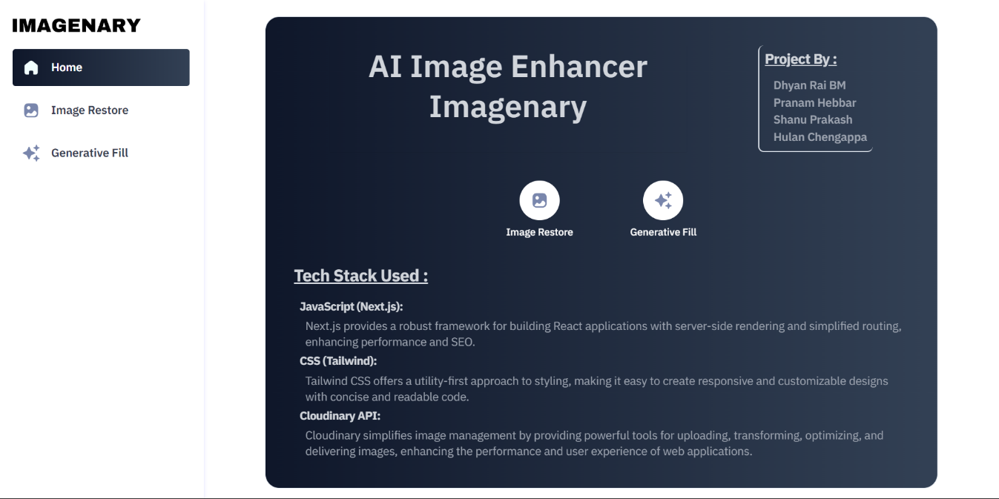 IMAGENARY
Home
Image Restore
Generative Fill
AI Image Enhancer
Imagenary
Project By :
Dhyan Rai BM
Pranam Hebbar
Shanu Prakash
Hulan Chengappa
Image Restore
Generative Fill
Tech Stack Used :
JavaScript (Next.js):
Next.js provides a robust framework for building React applications with server-side rendering and simplified routing,
enhancing performance and SEO.
CSS (Tailwind):
Tailwind CSS offers a utility-first approach to styling, making it easy to create responsive and customizable designs
with concise and readable code.
Cloudinary API:
Cloudinary simplifies image management by providing powerful tools for uploading, transforming, optimizing, and
delivering images, enhancing the performance and user experience of web applications.